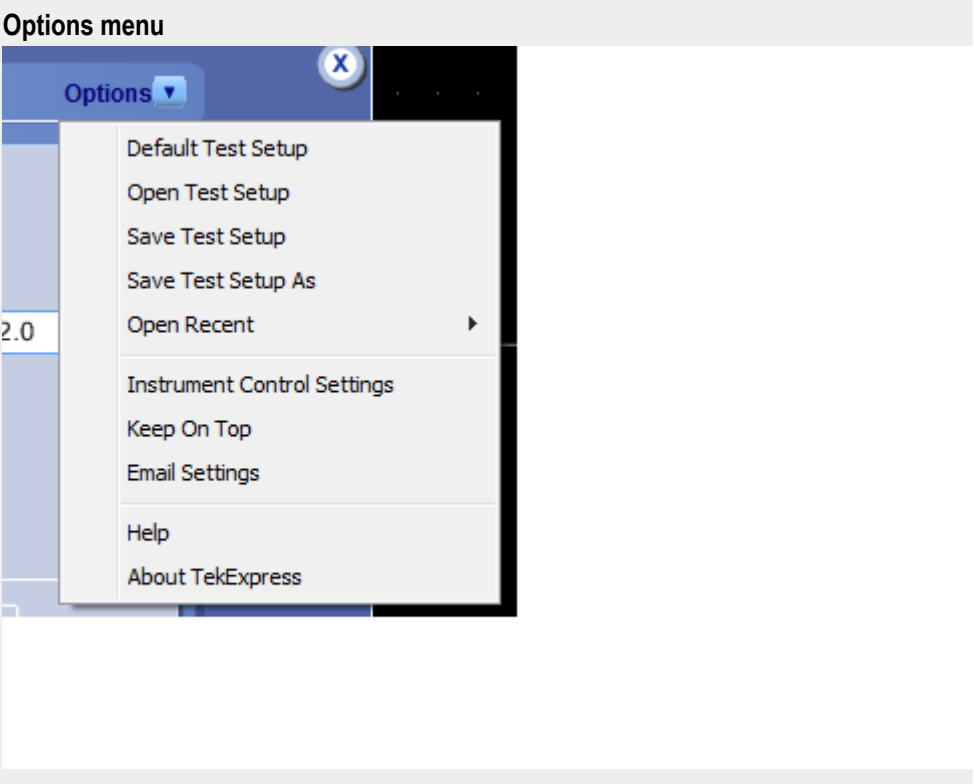 Options menu
X
Options
Default Test Setup
Open Test Setup
Save Test Setup
Save Test Setup As
Open Recent
2.0
Instrument Control Settings
Keep On Top
Email Settings
Help
About TekExpress